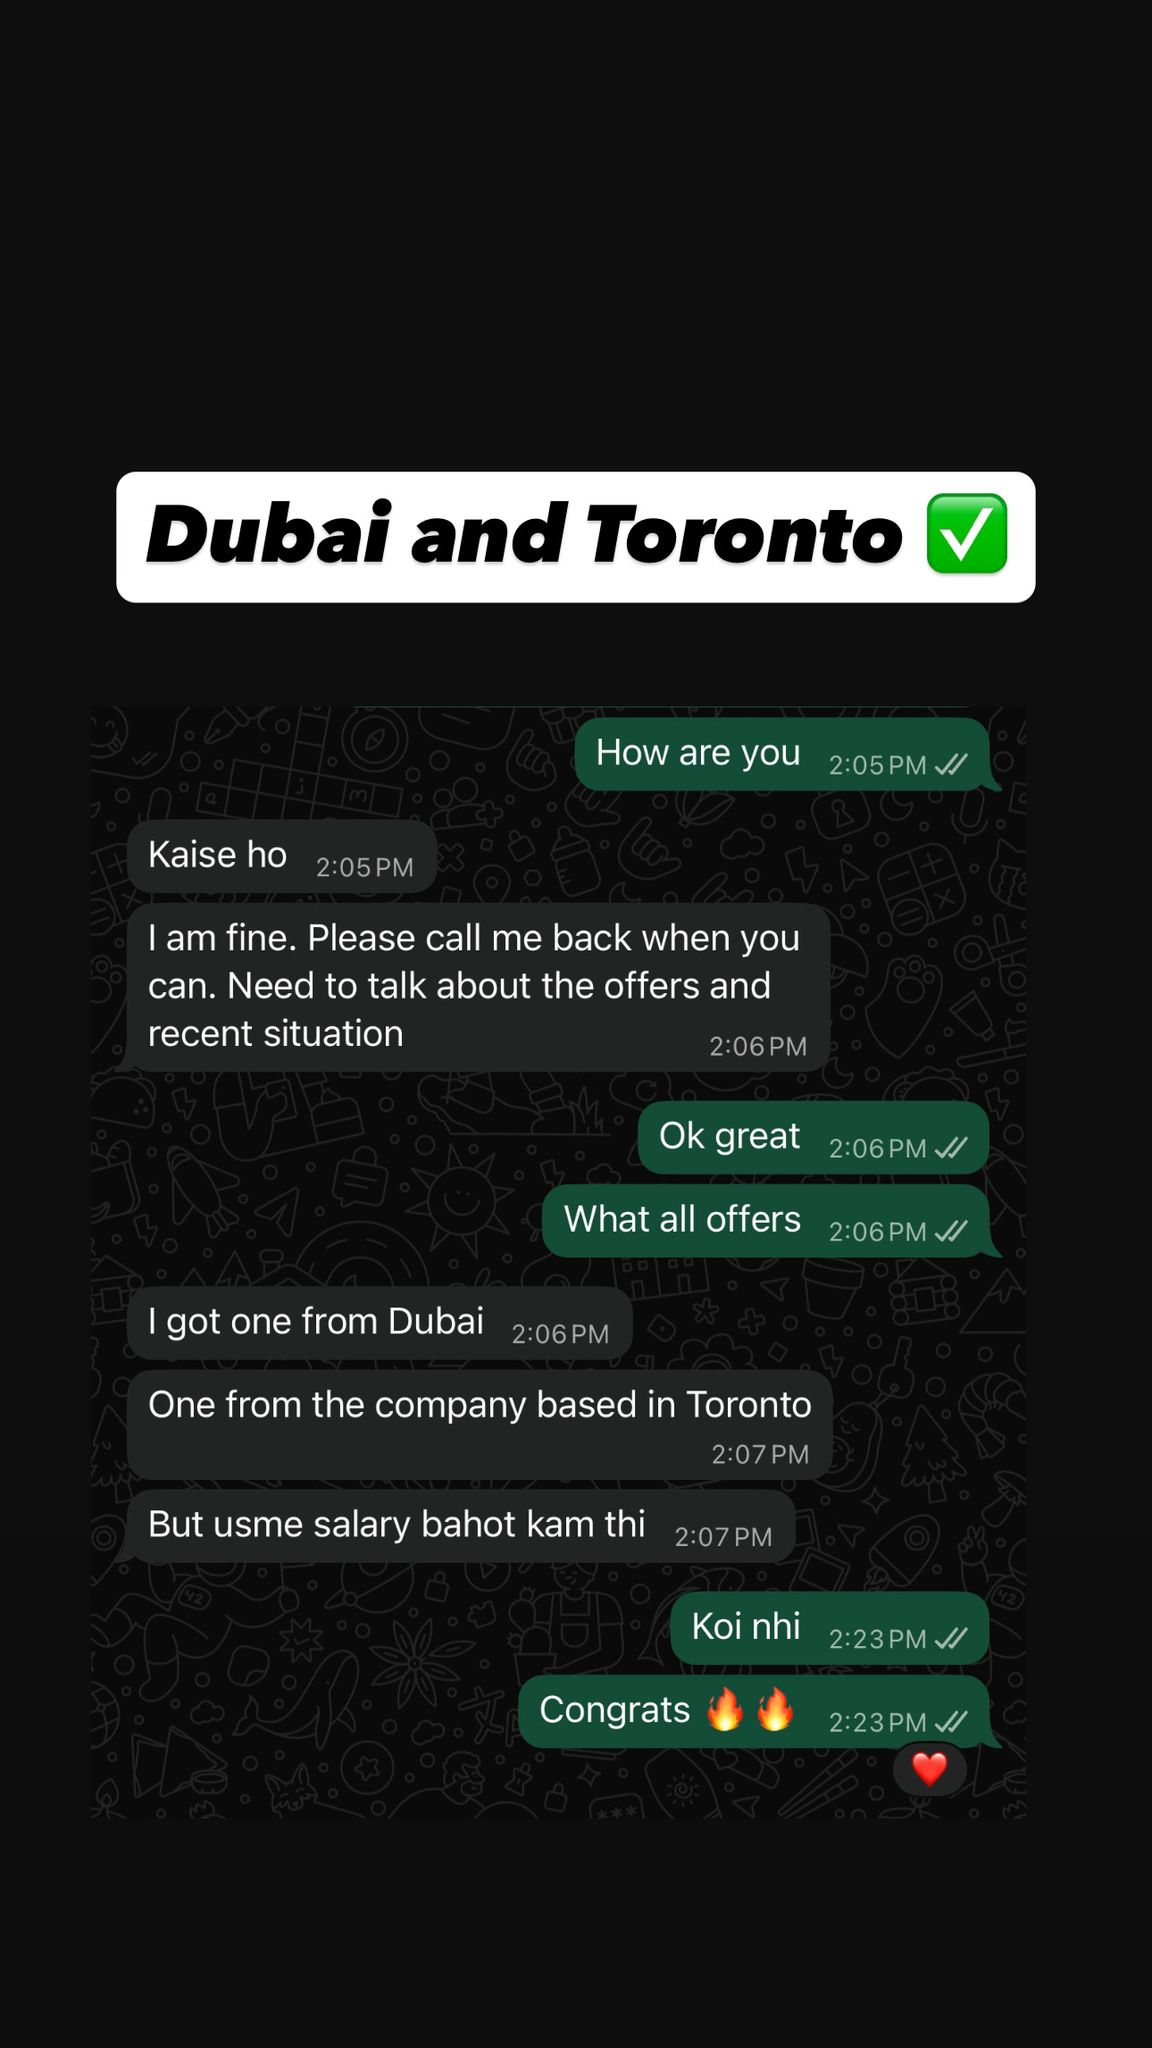 Dubai and Toronto ✅
How are you 2:05 PM
Kaise ho 2:05 PM
I am fine. Please call me back when you
can. Need to talk about the offers and
recent situation 2:06 PM
Ok great 2:06 PM
What all offers 2:06 PM
I got one from Dubai 2:06 PM
One from the company based in Toronto
2:07 PM
But usme salary bahot kam thi 2:07 PM
Koi nhi 2:23 PM
Congrats 🔥🔥 2:23 PM
❤️